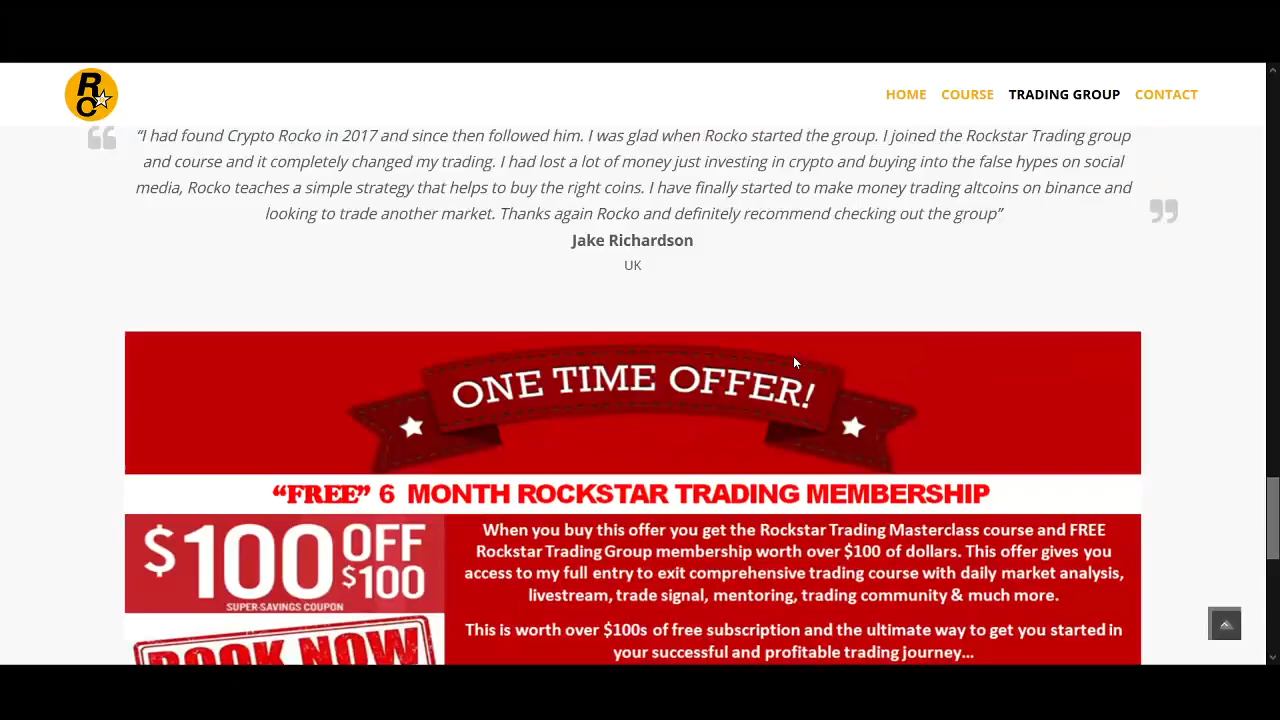 RC
HOME COURSE TRADING GROUP CONTACT
“I had found Crypto Rocko in 2017 and since then followed him. I was glad when Rocko started the group. I joined the Rockstar Trading group
and course and it completely changed my trading. I had lost a lot of money just investing in crypto and buying into the false hypes on social
media, Rocko teaches a simple strategy that helps to buy the right coins. I have finally started to make money trading altcoins on binance and
looking to trade another market. Thanks again Rocko and definitely recommend checking out the group”
Jake Richardson
UK
ONE TIME OFFER!
“FREE” 6 MONTH ROCKSTAR TRADING MEMBERSHIP
$100 OFF
$100
SUPER-SAVINGS COUPON
BOOK NOW
When you buy this offer you get the Rockstar Trading Masterclass course and FREE
Rockstar Trading Group membership worth over $100 of dollars. This offer gives you
access to my full entry to exit comprehensive trading course with daily market analysis,
livestream, trade signal, mentoring, trading community & much more.
This is worth over $100s of free subscription and the ultimate way to get you started in
your successful and profitable trading journey...